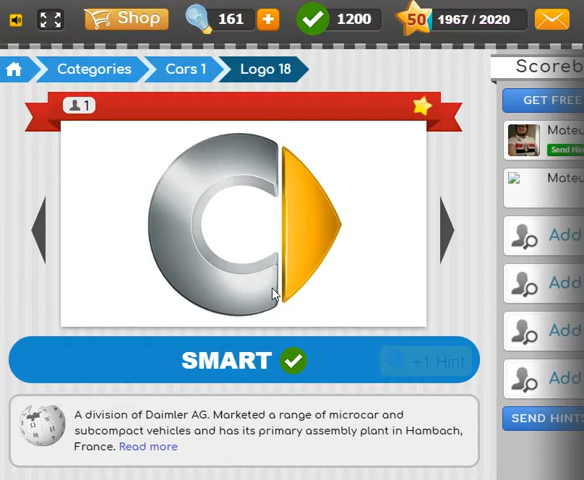 Shop 161 + 1200 50 1967 / 2020
Categories Cars 1 Logo 18
Scoreb
1
GET FREE
Mateu
Send Hin
Mateu
Add
Add
Add
Add
SMART +1 Hint
SEND HINTS
A division of Daimler AG. Marketed a range of microcar and
subcompact vehicles and has its primary assembly plant in Hambach,
France. Read more